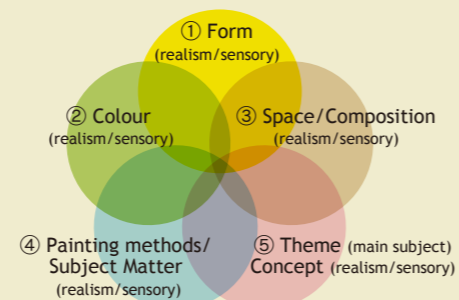 ① Form
(realism/sensory)
② Colour
(realism/sensory)
③ Space/Composition
(realism/sensory)
④ Painting methods/
Subject Matter
(realism/sensory)
⑤ Theme (main subject)
Concept (realism/sensory)